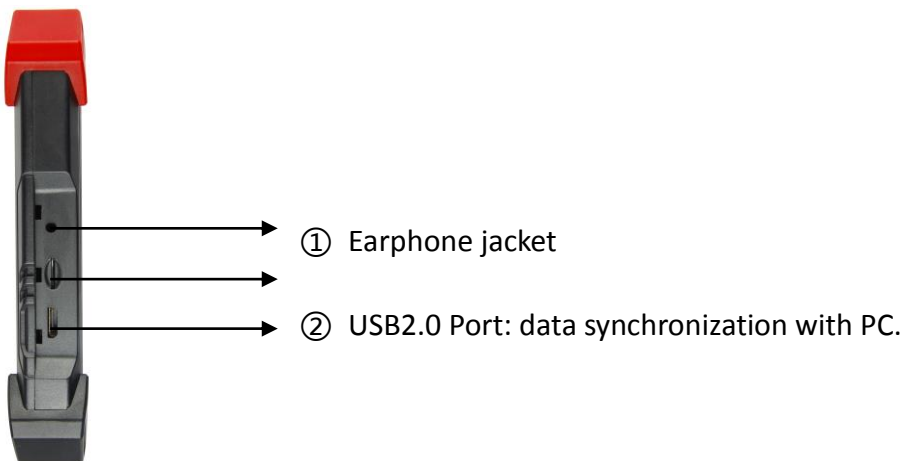 ① Earphone jacket
② USB2.0 Port: data synchronization with PC.